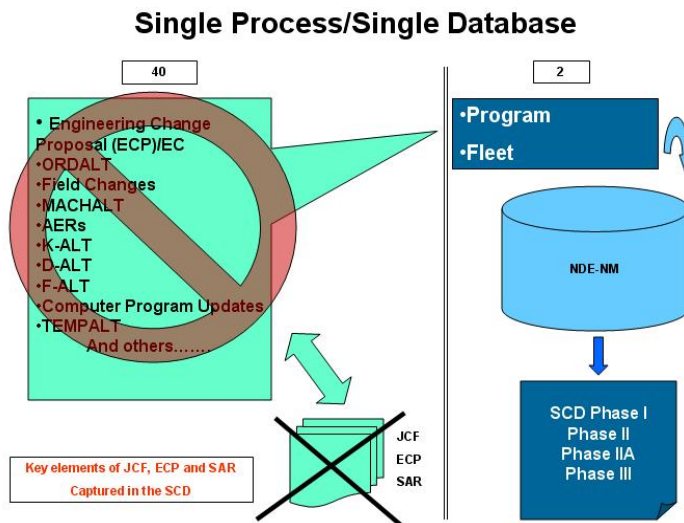 Single Process/Single Database
40
• Engineering Change
Proposal (ECP)/EC
•ORDALT
•Field Changes
•MACHALT
•AERs
•K-ALT
•D-ALT
•F-ALT
•Computer Program Updates
•TEMPALT
And others.......
JCF
ECP
SAR
Key elements of JCF, ECP and SAR
Captured in the SCD
2
•Program
•Fleet
NDE-NM
SCD Phase I
Phase II
Phase IIA
Phase III